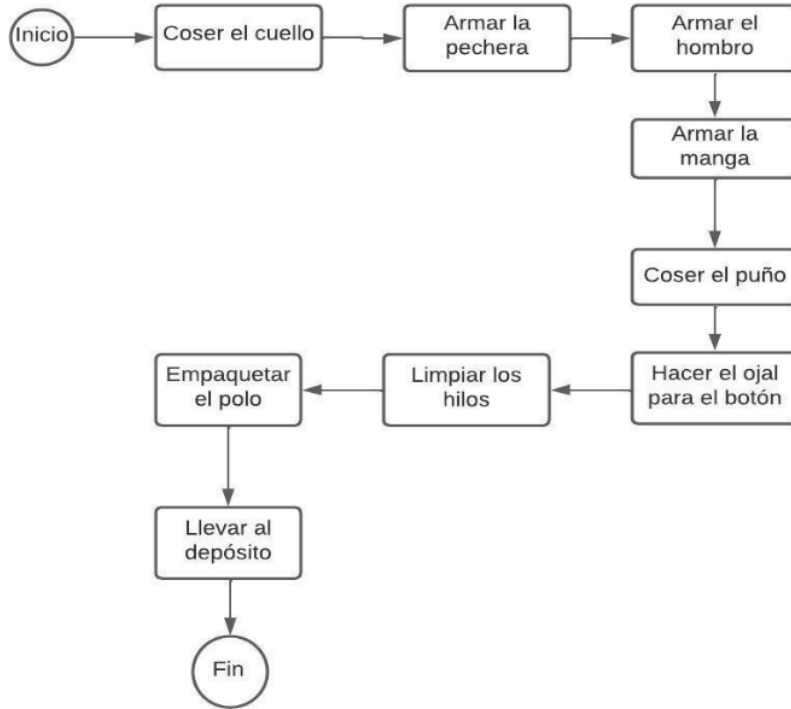 Inicio
Coser el cuello
Armar la
pechera
Armar el
hombro
Armar la
manga
Coser el puño
Hacer el ojal
para el botón
Limpiar los
hilos
Empaquetar
el polo
Llevar al
depósito
Fin